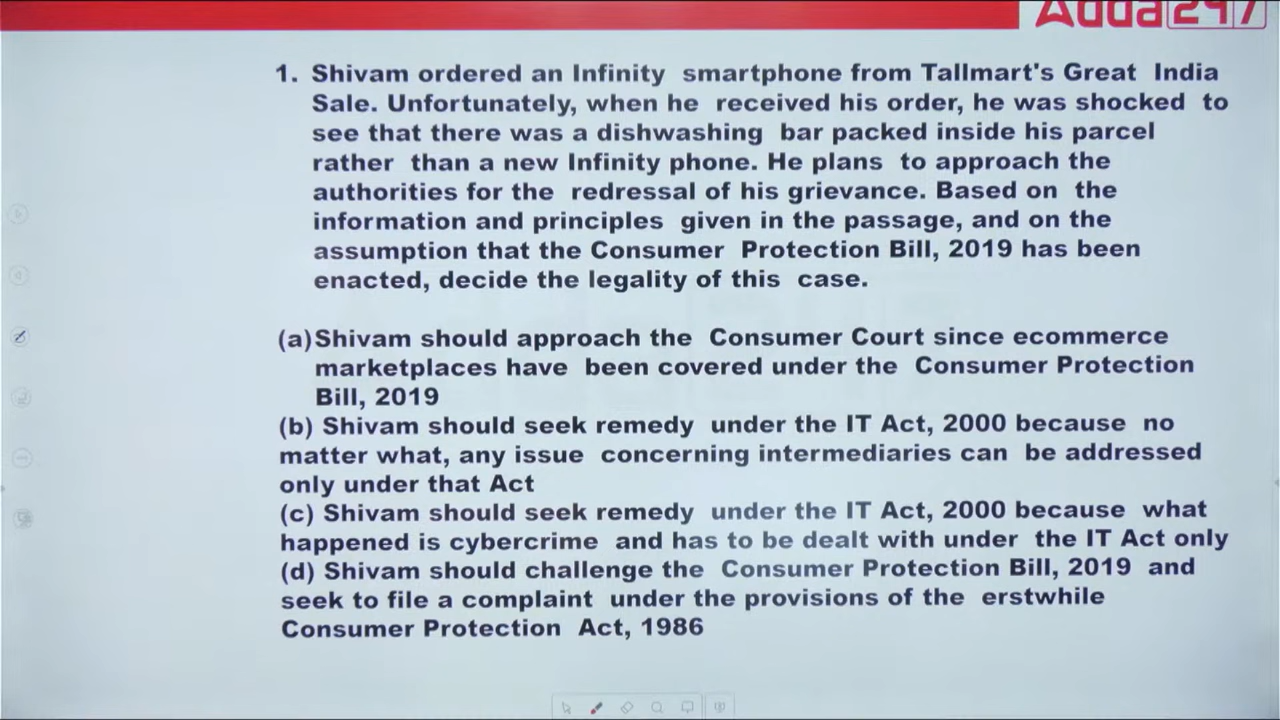 Adda247
1. Shivam ordered an Infinity smartphone from Tallmart's Great India
Sale. Unfortunately, when he received his order, he was shocked to
see that there was a dishwashing bar packed inside his parcel
rather than a new Infinity phone. He plans to approach the
authorities for the redressal of his grievance. Based on the
information and principles given in the passage, and on the
assumption that the Consumer Protection Bill, 2019 has been
enacted, decide the legality of this case.
(a)Shivam should approach the Consumer Court since ecommerce
marketplaces have been covered under the Consumer Protection
Bill, 2019
(b) Shivam should seek remedy under the IT Act, 2000 because no
matter what, any issue concerning intermediaries can be addressed
only under that Act
(c) Shivam should seek remedy under the IT Act, 2000 because what
happened is cybercrime and has to be dealt with under the IT Act only
(d) Shivam should challenge the Consumer Protection Bill, 2019 and
seek to file a complaint under the provisions of the erstwhile
Consumer Protection Act, 1986